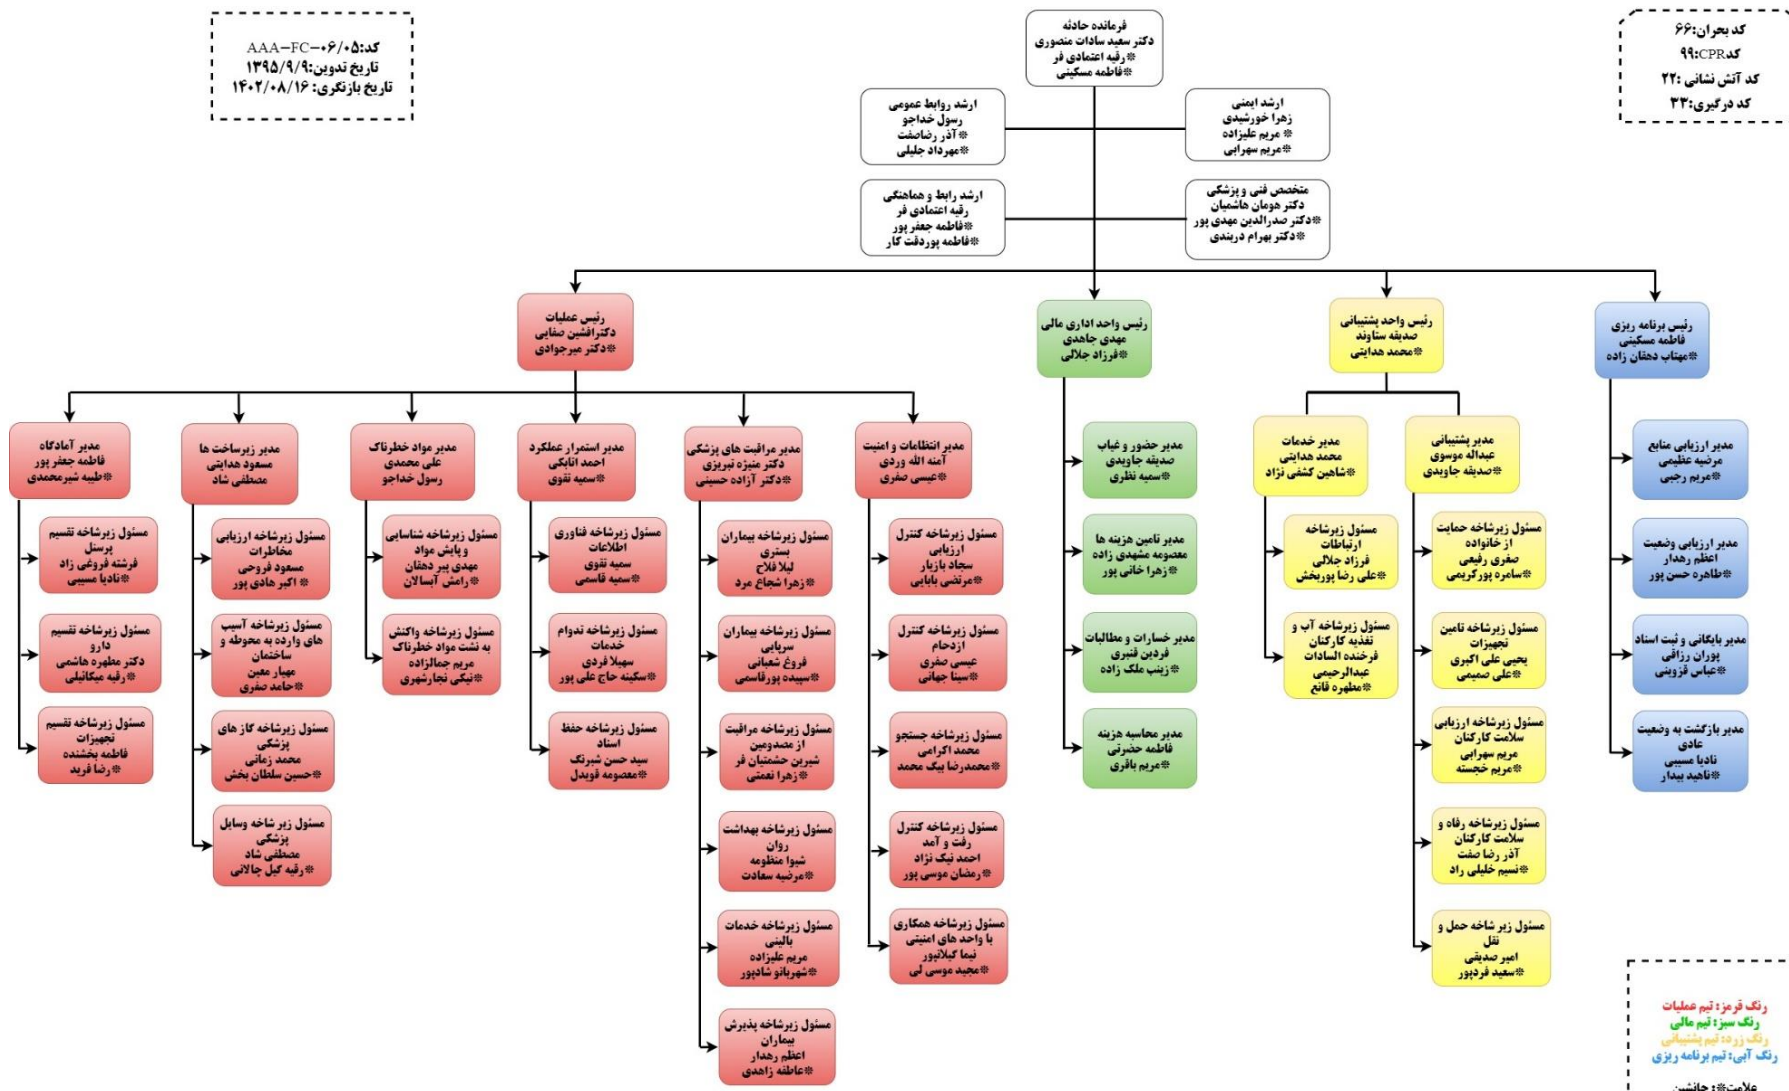 کد:AAA-FC-۰۶/۰۵
تاریخ تدوین:۱۳۹۵/۹/۹
تاریخ بازنگری: ۱۴۰۲/۰۸/۱۶
کد بحران:۶۶
کد CPR:۹۹
کد آتش نشانی :۲۲
کد درگیری:۳۳
فرمانده حادثه
دکتر سعید سادات منصوری
※رقیه اعتمادی فر
※فاطمه مسکینی
ارشد ایمنی
زهرا خورشیدی
※مریم علیزاده
※مریم سهرابی
ارشد روابط عمومی
رسول خداجو
※آذر رضاصفت
※مهرداد جلیلی
متخصص فنی و پزشکی
دکتر هومان هاشمیان
※دکتر صدرالدین مهدی پور
※دکتر بهرام دربندی
ارشد رابط و هماهنگی
رقیه اعتمادی فر
※فاطمه جعفر پور
※فاطمه پوردقت کار
رئیس برنامه ریزی
فاطمه مسکینی
※مهتاب دهقان زاده
رئیس واحد پشتیبانی
صدیقه ستاوند
※محمد هدایتی
رئیس واحد اداری مالی
مهدی جاهدی
※فرزاد جلالی
رئیس عملیات
دکترافشین صفایی
※دکتر میرجوادی
مدیر ارزیابی منابع
مرضیه عظیمی
※مریم رجبی
مدیر ارزیابی وضعیت
اعظم رهدار
※طاهره حسن پور
مدیر بایگانی و ثبت اسناد
پوران رزاقی
※عباس قزوینی
مدیر بازگشت به وضعیت
عادی
نادیا مسیبی
※ناهید بیدار
مدیر پشتیبانی
عبداله موسوی
※صدیقه جاویدی
مسئول زیرشاخه حمایت
از خانواده
صفری رفیعی
※سامره پورکریمی
مسئول زیرشاخه تامین
تجهیزات
یحیی علی اکبری
※علی صمیمی
مسئول زیرشاخه ارزیابی
سلامت کارکنان
مریم سهرابی
※مریم خجسته
مسئول زیرشاخه رفاه و
سلامت کارکنان
آذر رضا صفت
※نسیم خلیلی راد
مسئول زیر شاخه حمل و
نقل
امیر صدیقی
※سعید فردپور
مدیر خدمات
محمد هدایتی
※شاهین کشفی نژاد
مسئول زیرشاخه
ارتباطات
فرزاد جلالی
※علی رضا پوربخش
مسئول زیرشاخه آب و
تغذیه کارکنان
فرخنده السادات
عبدالرحیمی
※مطهره قانع
مدیر حضور و غیاب
صدیقه جاویدی
※سمیه نظری
مدیر تامین هزینه ها
معصومه مشهدی زاده
※زهرا خانی پور
مدیر خسارات و مطالبات
فردین قنبری
※زینب ملک زاده
مدیر محاسبه هزینه
فاطمه حضرتی
※مریم باقری
مدیر انتظامات و امنیت
آمنه الله وردی
※عیسی صفری
مسئول زیرشاخه کنترل
ارزیابی
سجاد بازیار
※مرتضی بابایی
مسئول زیرشاخه کنترل
ازدحام
عیسی صفری
※سینا جهانی
مسئول زیرشاخه جستجو
محمد اکرامی
※محمدرضا بیگ محمد
مسئول زیرشاخه کنترل
رفت و آمد
احمد نیک نژاد
※رمضان موسی پور
مسئول زیرشاخه همکاری
با واحد های امنیتی
نیما گیلانپور
※مجید موسی لی
مدیر مراقبت های پزشکی
دکتر منیژه تبریزی
※دکتر آزاده حسینی
مسئول زیرشاخه بیماران
بستری
لیلا فلاح
※زهرا شجاع مرد
مسئول زیرشاخه بیماران
سرپایی
فروغ شعبانی
※سپیده پورقاسمی
مسئول زیرشاخه مراقبت
از مصدومین
شیرین حشمتیان فر
※زهرا نعمتی
مسئول زیرشاخه بهداشت
روان
شیوا منظومه
※مرضیه سعادت
مسئول زیرشاخه خدمات
بالینی
مریم علیزاده
※شهربانو شادپور
مسئول زیرشاخه پذیرش
بیماران
اعظم رهدار
※عاطفه زاهدی
مدیر استمرار عملکرد
احمد اتابکی
※سمیه تقوی
مسئول زیرشاخه فناوری
اطلاعات
سمیه تقوی
※سمیه قاسمی
مسئول زیرشاخه تدوام
خدمات
سهیلا فردی
※سکینه حاج علی پور
مسئول زیرشاخه حفظ
اسناد
سید حسن شبرنگ
※معصومه قویدل
مدیر مواد خطرناک
علی محمدی
رسول خداجو
مسئول زیرشاخه شناسایی
و پایش مواد
مهدی پیر دهقان
※رامش آبسالان
مسئول زیرشاخه واکنش
به نشت مواد خطرناک
مریم جمالزاده
※نیکی نجارشهری
مدیر زیرساخت ها
مسعود هدایتی
مصطفی شاد
مسئول زیرشاخه ارزیابی
مخاطرات
مسعود فروحی
※اکبر هادی پور
مسئول زیرشاخه آسیب
های وارده به محوطه و
ساختمان
مهیار معین
※حامد صفری
مسئول زیرشاخه گاز های
پزشکی
محمد زمانی
※حسین سلطان بخش
مسئول زیر شاخه وسایل
پزشکی
مصطفی شاد
※رقیه گیل چالانی
مدیر آمادگاه
فاطمه جعفر پور
※طیبه شیرمحمدی
مسئول زیرشاخه تقسیم
پرسنل
فرشته فروغی زاد
※نادیا مسیبی
مسئول زیرشاخه تقسیم
دارو
دکتر مطهره هاشمی
※رقیه میکائیلی
مسئول زیرشاخه تقسیم
تجهیزات
فاطمه بخشنده
※رضا فرید
رنگ قرمز: تیم عملیات
رنگ سبز: تیم مالی
رنگ زرد: تیم پشتیبانی
رنگ آبی: تیم برنامه ریزی
علامت※: جانشین